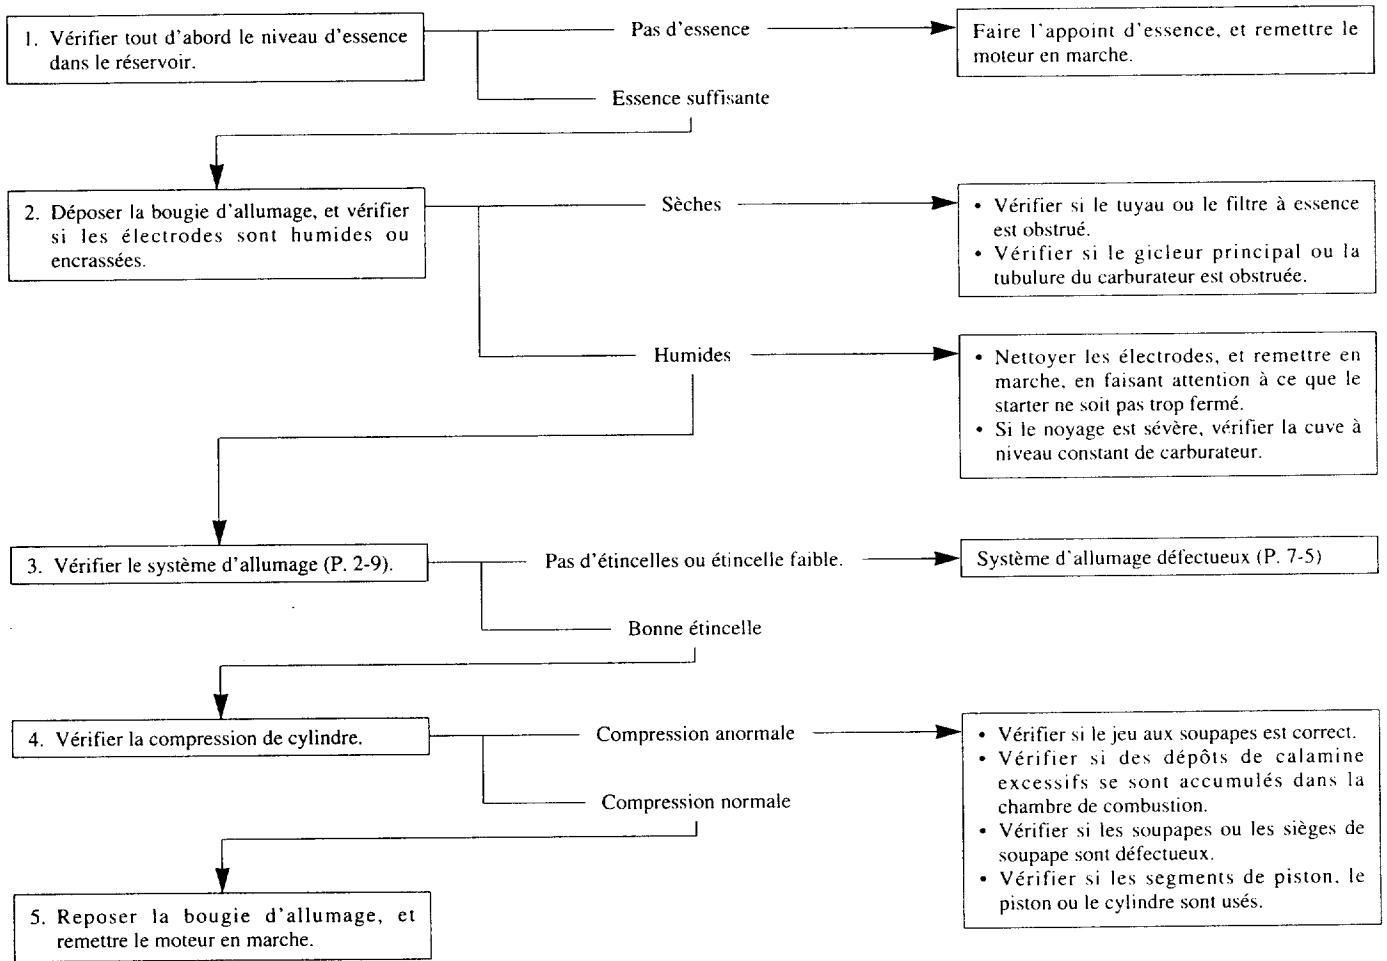 1. Vérifier tout d'abord le niveau d'essence
dans le réservoir.
Pas d'essence
Faire l'appoint d'essence, et remettre le
moteur en marche.
Essence suffisante
2. Déposer la bougie d'allumage, et vérifier
si les électrodes sont humides ou
encrassées.
Sèches
• Vérifier si le tuyau ou le filtre à essence
est obstrué.
• Vérifier si le gicleur principal ou la
tubulure du carburateur est obstruée.
Humides
• Nettoyer les électrodes, et remettre en
marche, en faisant attention à ce que le
starter ne soit pas trop fermé.
• Si le noyage est sévère, vérifier la cuve à
niveau constant de carburateur.
3. Vérifier le système d'allumage (P. 2-9).
Pas d'étincelles ou étincelle faible.
Système d'allumage défectueux (P. 7-5)
Bonne étincelle
4. Vérifier la compression de cylindre.
Compression anormale
• Vérifier si le jeu aux soupapes est correct.
• Vérifier si des dépôts de calamine
excessifs se sont accumulés dans la
chambre de combustion.
• Vérifier si les soupapes ou les sièges de
soupape sont défectueux.
• Vérifier si les segments de piston, le
piston ou le cylindre sont usés.
Compression normale
5. Reposer la bougie d'allumage, et
remettre le moteur en marche.